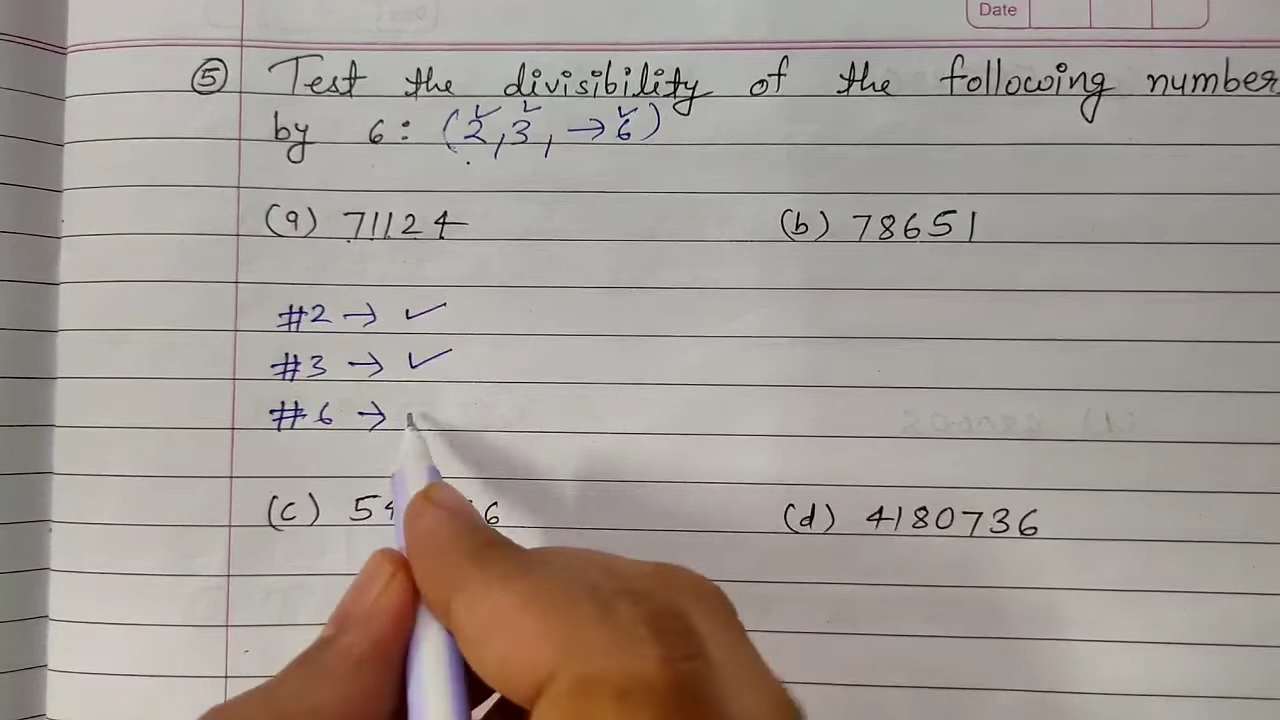 Date
⑤ Test the divisibility of the following number
by 6: (2, 3, → 6)
(a) 71124 (b) 78651
#2 → ✓
#3 → ✓
#6 →
(c) (d) 4180736